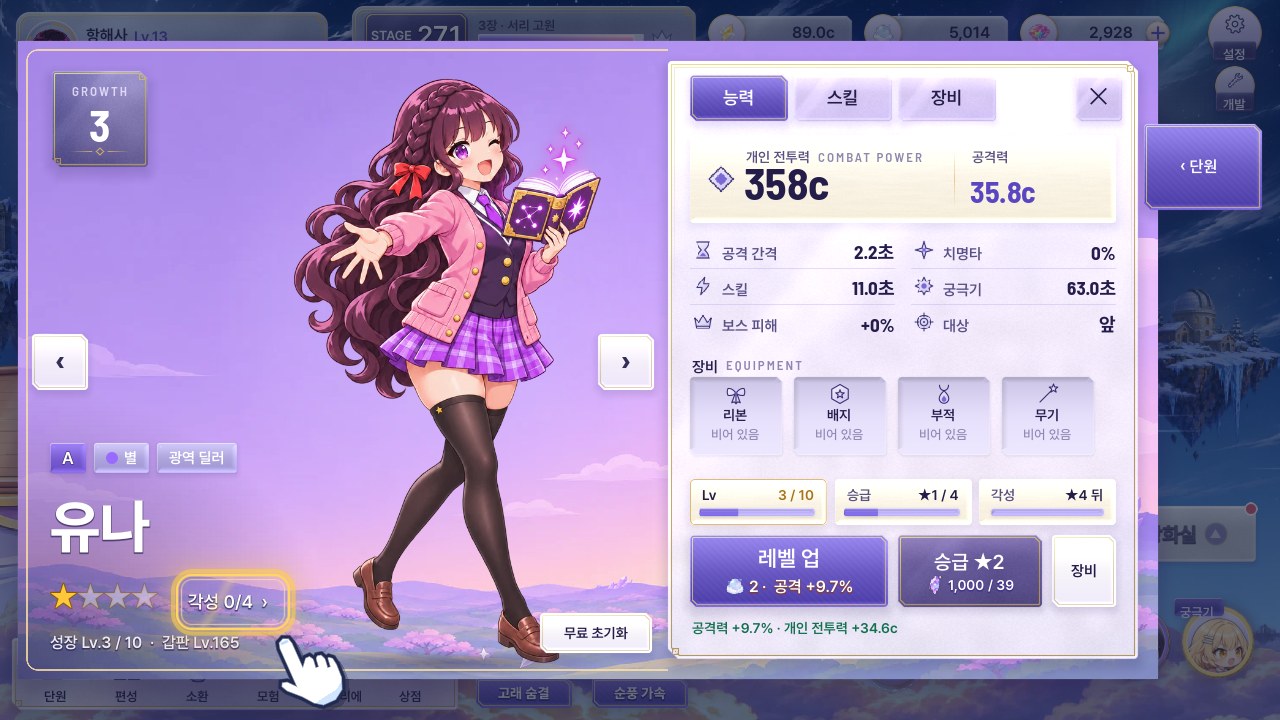 항해사 Lv.13
STAGE 271
3장 · 서리 고원
89.0c
5,014
2,928
설정
개발
‹ 단원
GROWTH
3
능력
스킬
장비
개인 전투력 COMBAT POWER
358c
공격력
35.8c
공격 간격 2.2초
치명타 0%
스킬 11.0초
궁극기 63.0초
보스 피해 +0%
대상 앞
장비 EQUIPMENT
리본
비어 있음
배지
비어 있음
부적
비어 있음
무기
비어 있음
A
별
광역 딜러
유나
각성 0/4 ›
성장 Lv.3 / 10 · 갑판 Lv.165
무료 초기화
Lv 3 / 10
승급 ★1 / 4
각성 ★4 뒤
레벨 업
2 · 공격 +9.7%
승급 ★2
1,000 / 39
장비
공격력 +9.7% · 개인 전투력 +34.6c
궁극기
단원
편성
소환
모험
상점
고래 숨결
순풍 가속